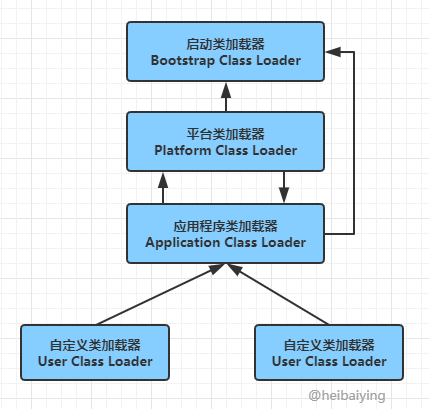 启动类加载器
Bootstrap Class Loader
平台类加载器
Platform Class Loader
应用程序类加载器
Application Class Loader
自定义类加载器
User Class Loader
自定义类加载器
User Class Loader
@heibaiying